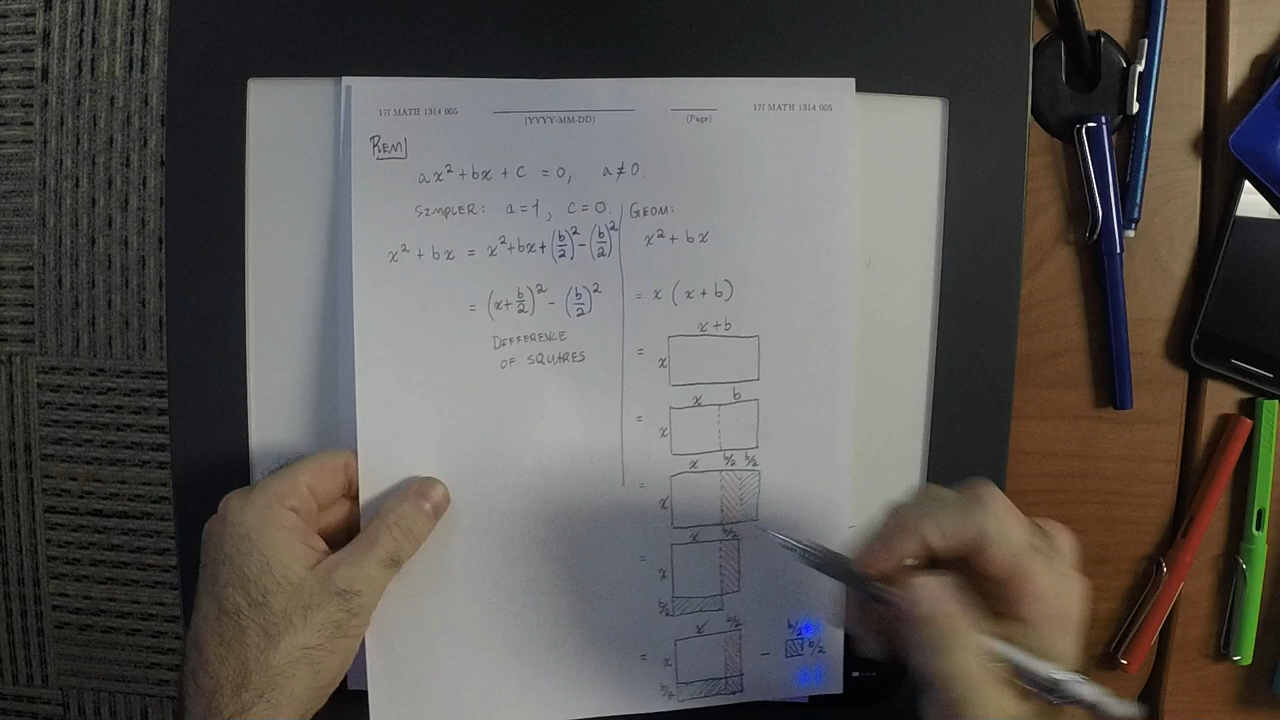 17f MATH 1314 005 (YYYY-MM-DD) (Page) 17f MATH 1314 005
REM
ax² + bx + c = 0, a ≠ 0.
SIMPLER: a = 1, c = 0.
x² + bx = x² + bx + (b/2)² − (b/2)²
= (x + b/2)² − (b/2)²
DIFFERENCE
OF SQUARES
GEOM:
x² + bx
= x (x + b)
x + b
= x
x b
= x
x b/2 b/2
= x
x b/2
= x
b/2
x b/2
= x − b/2 b/2
b/2